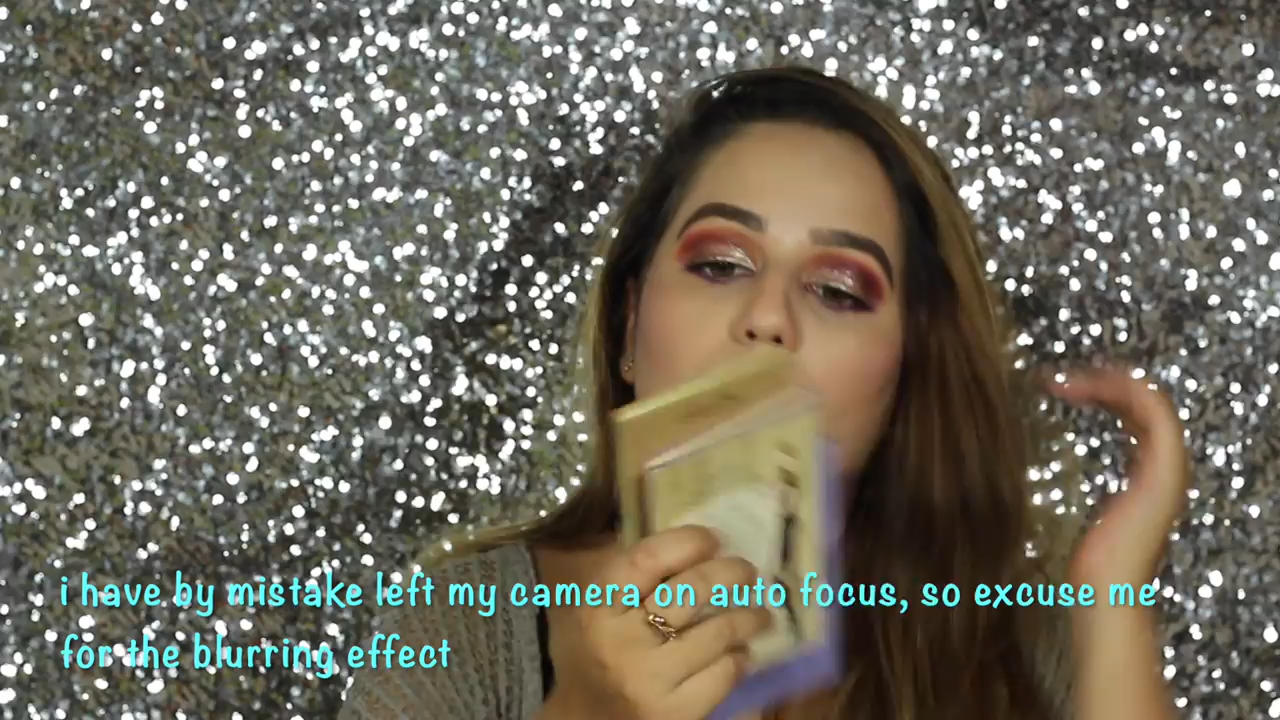 i have by mistake left my camera on auto focus, so excuse me
for the blurring effect